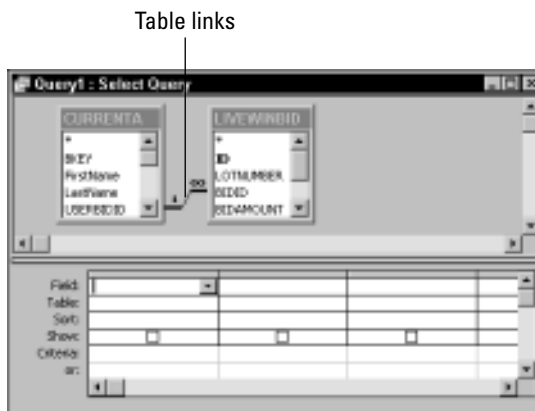 Table links
Query1 : Select Query
CURRENTA
*
SKEY
FirstName
LastName
USERBIDID
1
∞
LIVEWINBID
*
ID
LOTNUMBER
BIDID
BIDAMOUNT
Field:
Table:
Sort:
Show:
Criteria:
or: